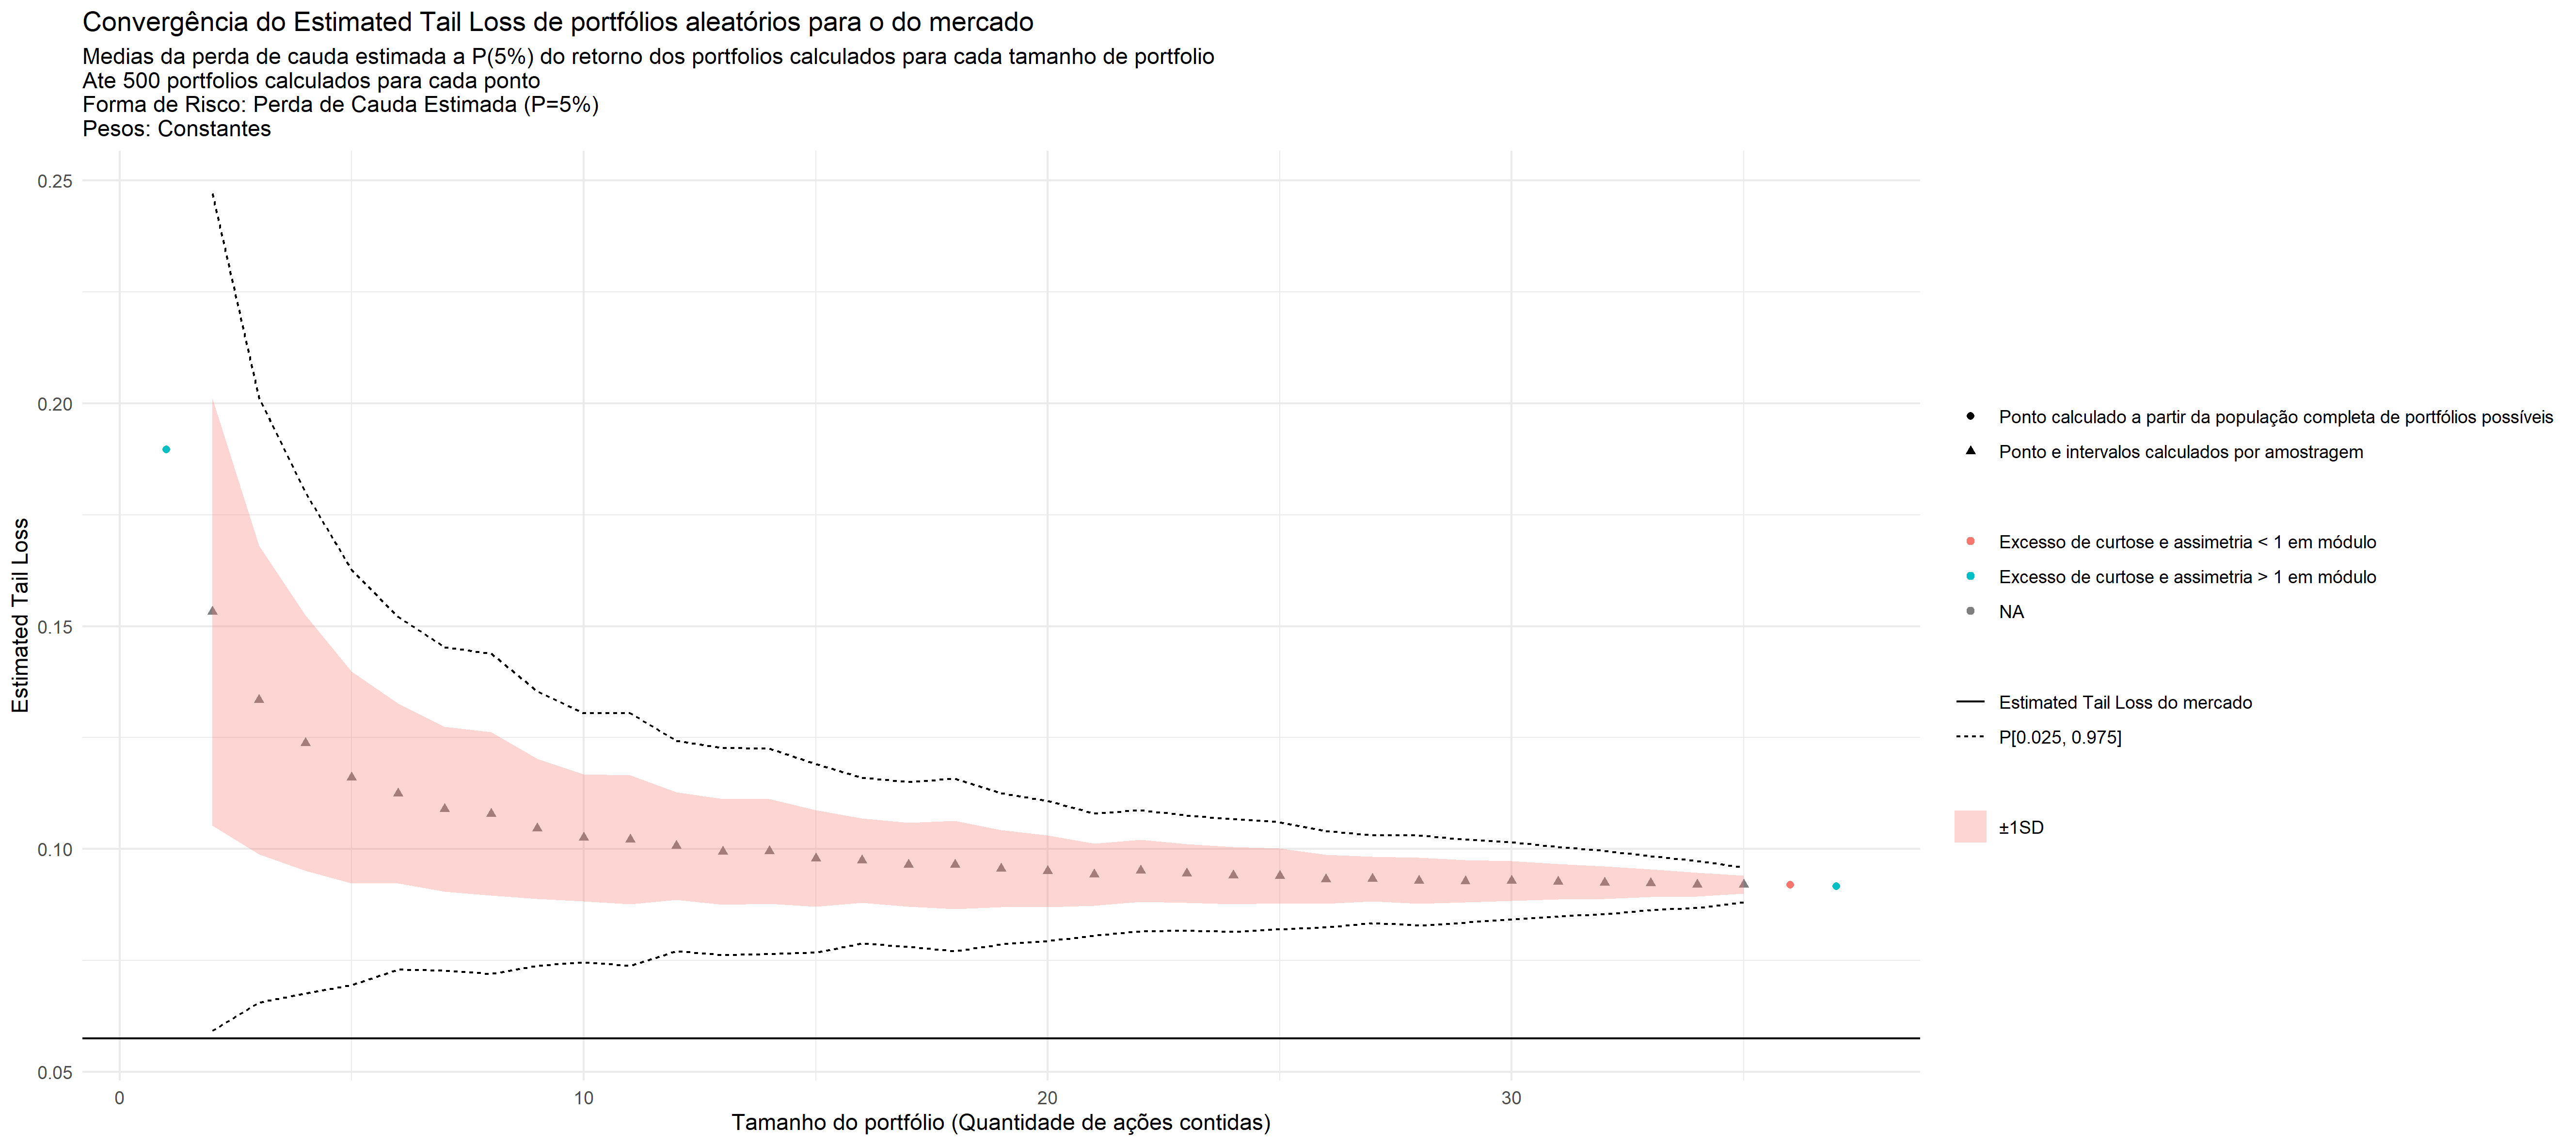 Convergência do Estimated Tail Loss de portfólios aleatórios para o do mercado
Medias da perda de cauda estimada a P(5%) do retorno dos portfolios calculados para cada tamanho de portfolio
Ate 500 portfolios calculados para cada ponto
Forma de Risco: Perda de Cauda Estimada (P=5%)
Pesos: Constantes
Estimated Tail Loss
0.25
0.20
0.15
0.10
0.05
0
10
20
30
Tamanho do portfólio (Quantidade de ações contidas)
Ponto calculado a partir da população completa de portfólios possíveis
Ponto e intervalos calculados por amostragem
Excesso de curtose e assimetria < 1 em módulo
Excesso de curtose e assimetria > 1 em módulo
NA
Estimated Tail Loss do mercado
P[0.025, 0.975]
±1SD